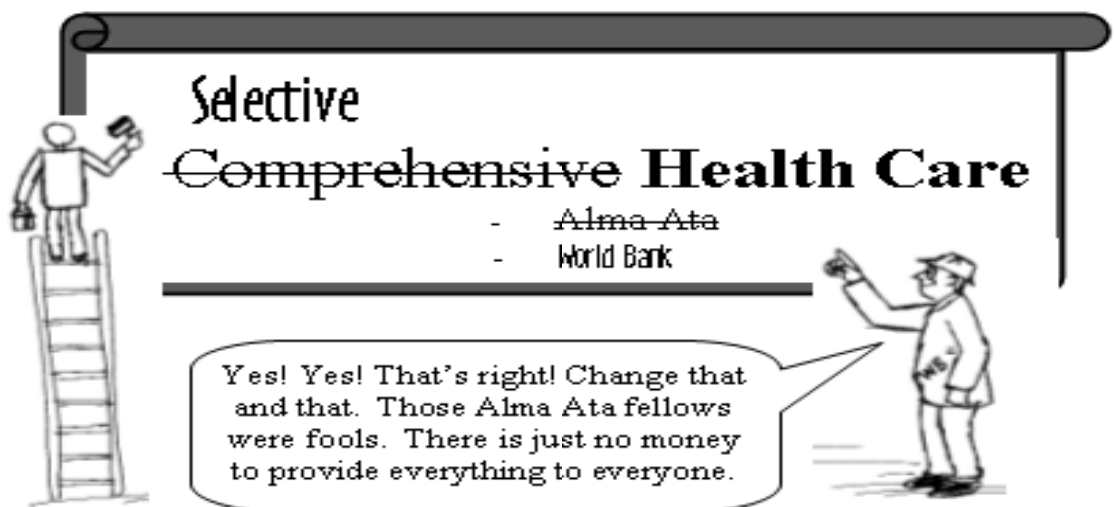 Selective
Comprehensive Health Care
- Alma Ata
- World Bank
Yes! Yes! That's right! Change that
and that. Those Alma Ata fellows
were fools. There is just no money
to provide everything to everyone.
WB